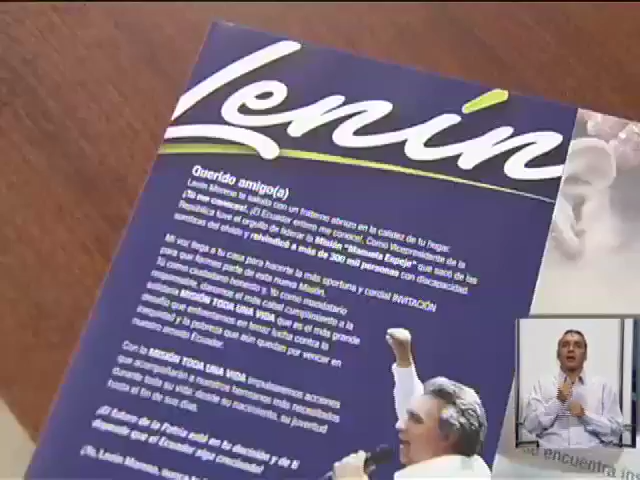 Lenín
Querido amigo(a)
Lenín Moreno te saluda con un fraterno abrazo en la calidez de tu hogar.
¡Tú me conoces!, ¡El Ecuador entero me conoce!. Como Vicepresidente de la
República tuve el orgullo de liderar la Misión "Manuela Espejo" que sacó de las
sombras del olvido y reivindicó a más de 300 mil personas con discapacidad.
Mi voz llega a tu casa para hacerte la más oportuna y cordial INVITACIÓN
para que formes parte de esta nueva Misión.
Tú como ciudadano honesto y Yo como mandatario
responsable, daremos el más cabal cumplimiento a la
solidaria MISIÓN TODA UNA VIDA que es el más grande
desafío que enfrentemos en tenaz lucha contra la
inequidad y la pobreza que aún quedan por vencer en
nuestro amado Ecuador.
Con la MISIÓN TODA UNA VIDA impulsaremos acciones
que acompañarán a nuestros hermanos más necesitados
durante toda su vida: desde su nacimiento, su juventud
hasta el fin de sus días.
¡El futuro de la Patria está en tu decisión y de ti
depende que el Ecuador siga creciendo!
¡Yo, Lenín Moreno, nunca
encuentra